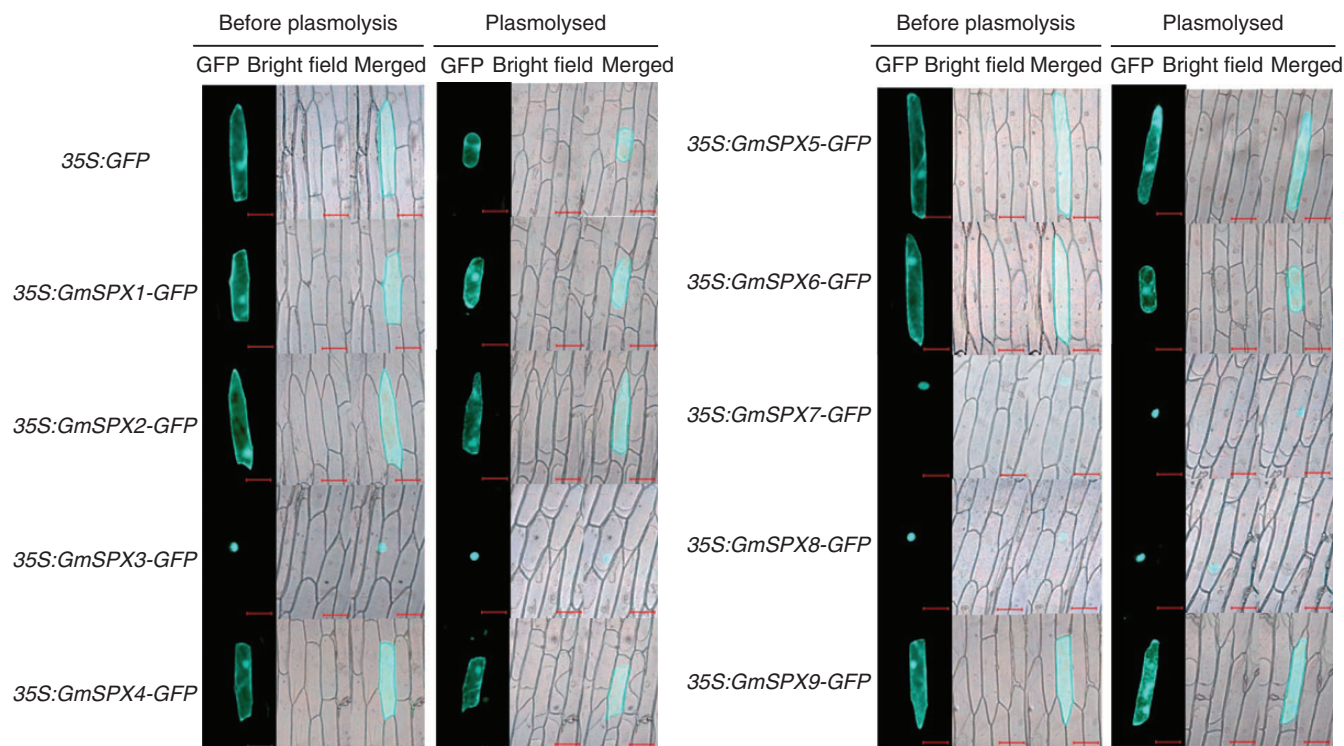 Before plasmolysis
Plasmolysed
GFP Bright field Merged
GFP Bright field Merged
35S:GFP
35S:GmSPX1-GFP
35S:GmSPX2-GFP
35S:GmSPX3-GFP
35S:GmSPX4-GFP
Before plasmolysis
Plasmolysed
GFP Bright field Merged
GFP Bright field Merged
35S:GmSPX5-GFP
35S:GmSPX6-GFP
35S:GmSPX7-GFP
35S:GmSPX8-GFP
35S:GmSPX9-GFP